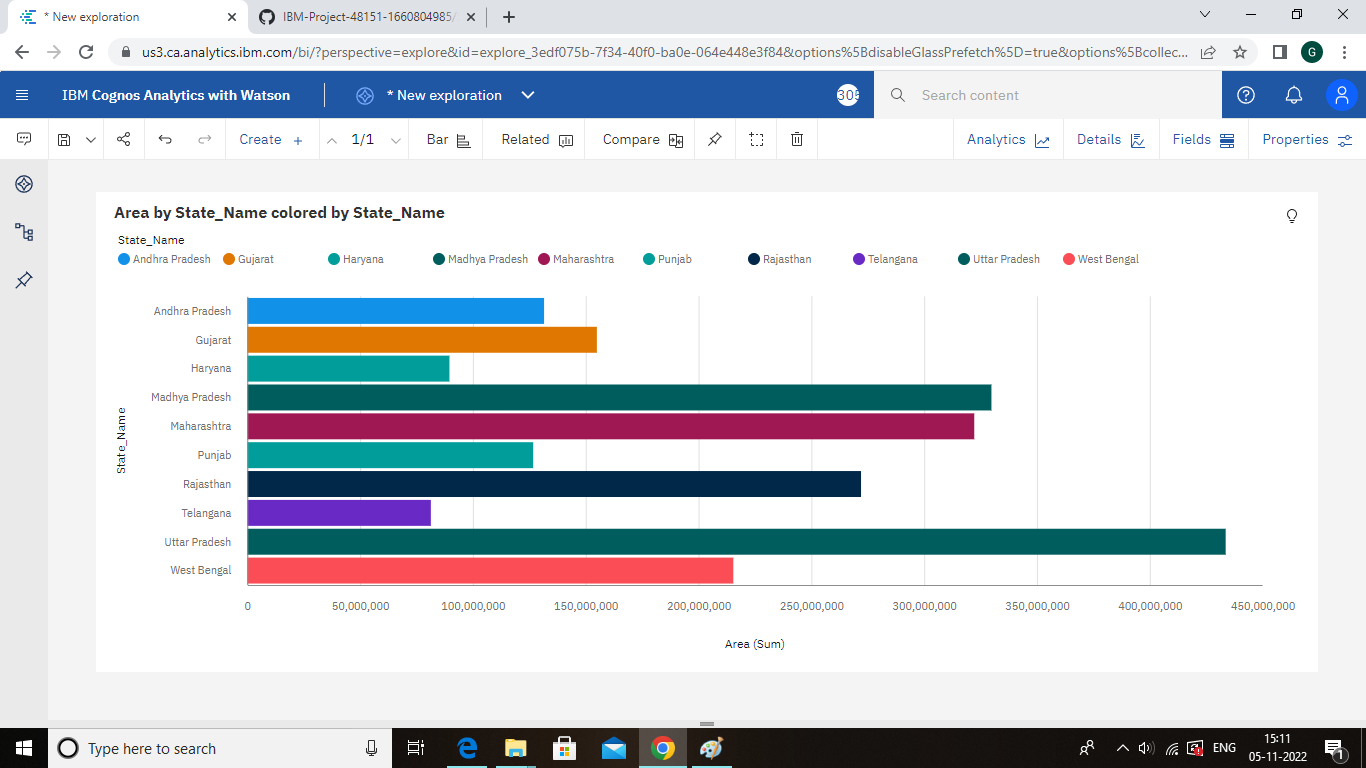 * New exploration
IBM-Project-48151-1660804985/
us3.ca.analytics.ibm.com/bi/?perspective=explore&id=explore_3edf075b-7f34-40f0-ba0e-064e448e3f84&options%5BdisableGlassPrefetch%5D=true&options%5Bcollec...
G
IBM Cognos Analytics with Watson
* New exploration
305
Search content
Create +
1/1
Bar
Related
Compare
Analytics
Details
Fields
Properties
Area by State_Name colored by State_Name
State_Name
Andhra Pradesh Gujarat Haryana Madhya Pradesh Maharashtra Punjab Rajasthan Telangana Uttar Pradesh West Bengal
State_Name
Andhra Pradesh
Gujarat
Haryana
Madhya Pradesh
Maharashtra
Punjab
Rajasthan
Telangana
Uttar Pradesh
West Bengal
0 50,000,000 100,000,000 150,000,000 200,000,000 250,000,000 300,000,000 350,000,000 400,000,000 450,000,000
Area (Sum)
Type here to search
ENG
15:11
05-11-2022
1